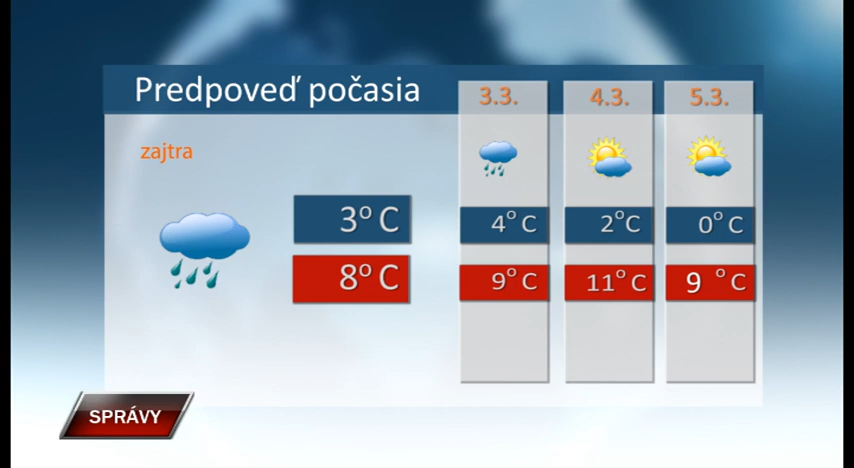 Predpoveď počasia
zajtra
3° C
8° C
3.3.
4° C
9° C
4.3.
2°C
11° C
5.3.
0° C
9 ° C
SPRÁVY